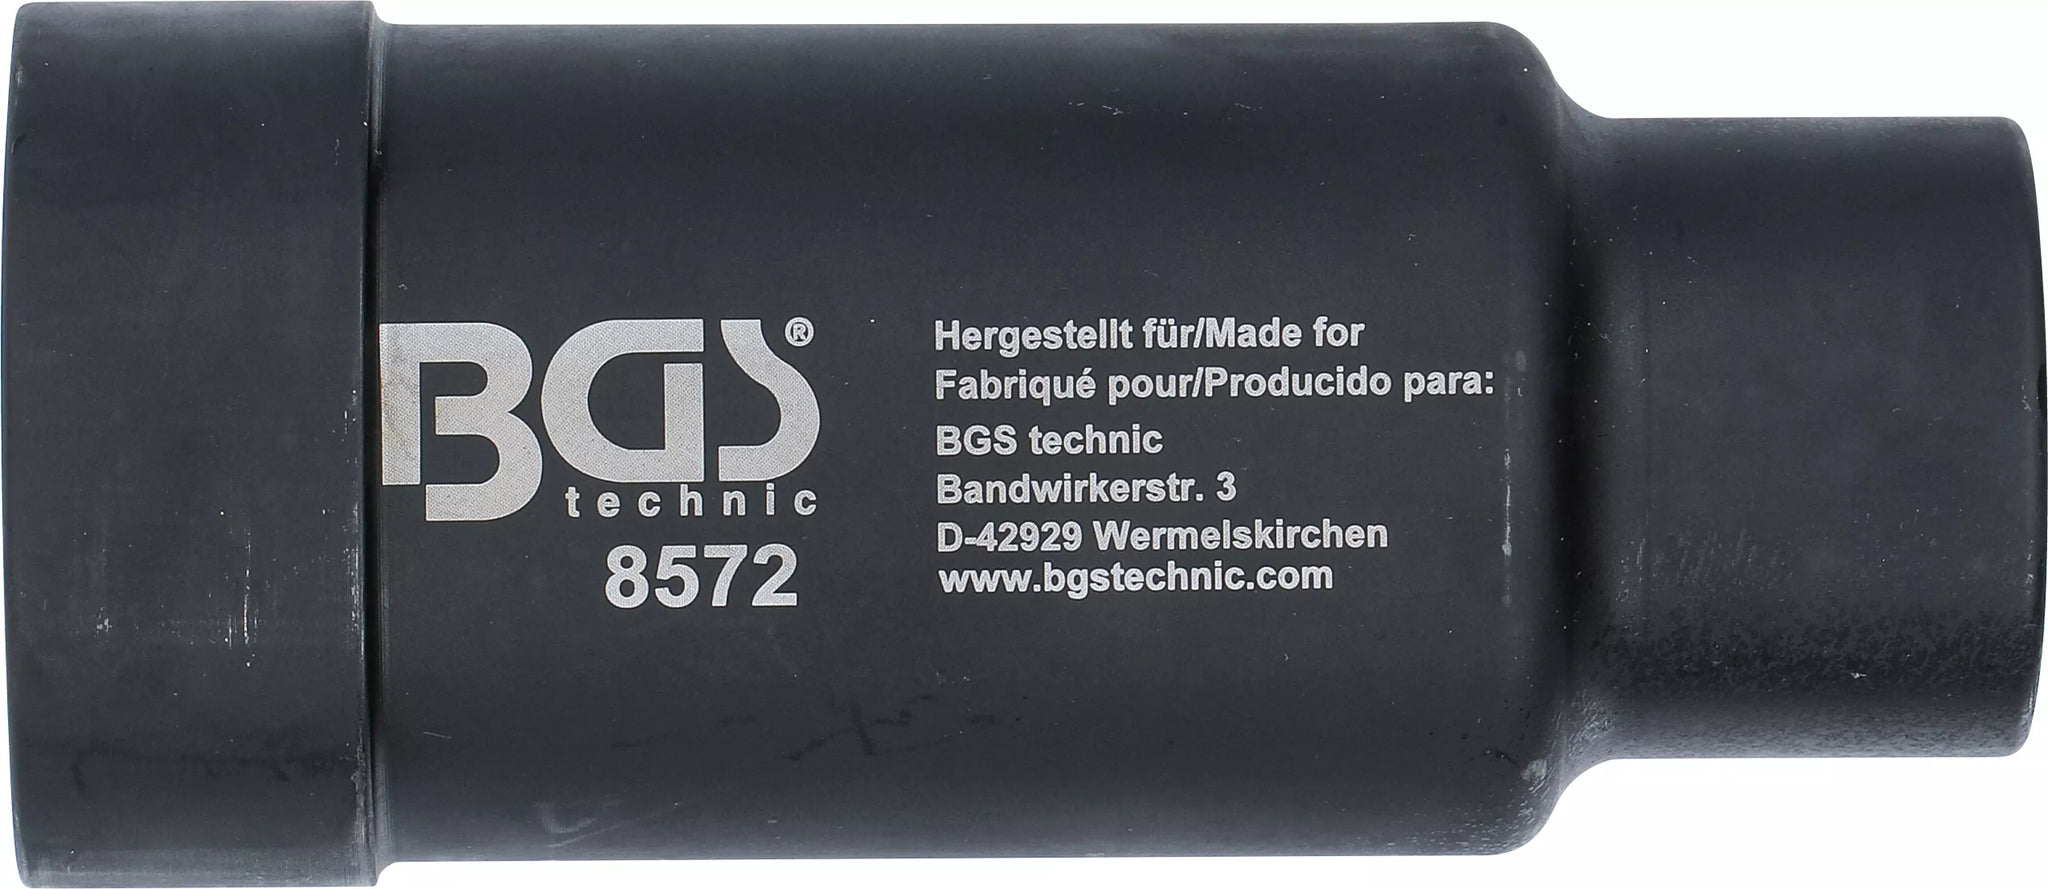 BGS®
technic
8572
Hergestellt für/Made for
Fabriqué pour/Producido para:
BGS technic
Bandwirkerstr. 3
D-42929 Wermelskirchen
www.bgstechnic.com